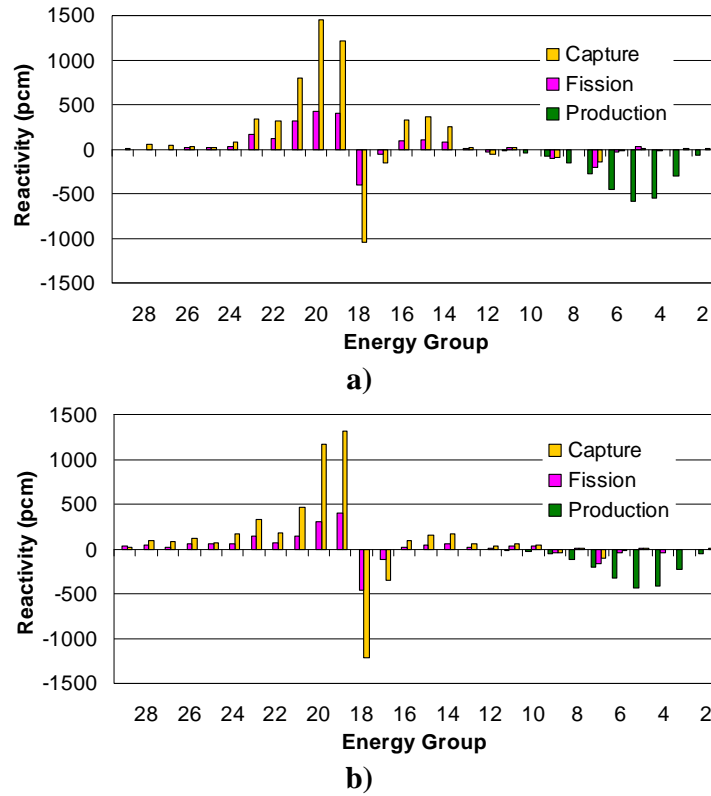 1500
1000
500
0
-500
-1000
-1500
Reactivity (pcm)
Capture
Fission
Production
28 26 24 22 20 18 16 14 12 10 8 6 4 2
Energy Group
a)
1500
1000
500
0
-500
-1000
-1500
Reactivity (pcm)
Capture
Fission
Production
28 26 24 22 20 18 16 14 12 10 8 6 4 2
Energy Group
b)